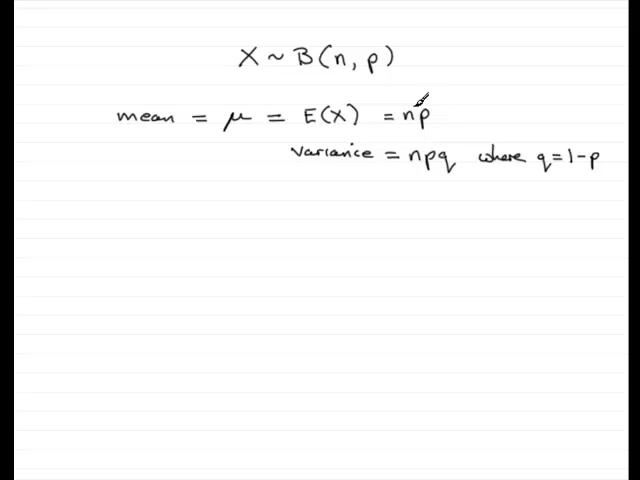 X ~ B(n, p)
mean = μ = E(X) = np
variance = npq where q=1-p